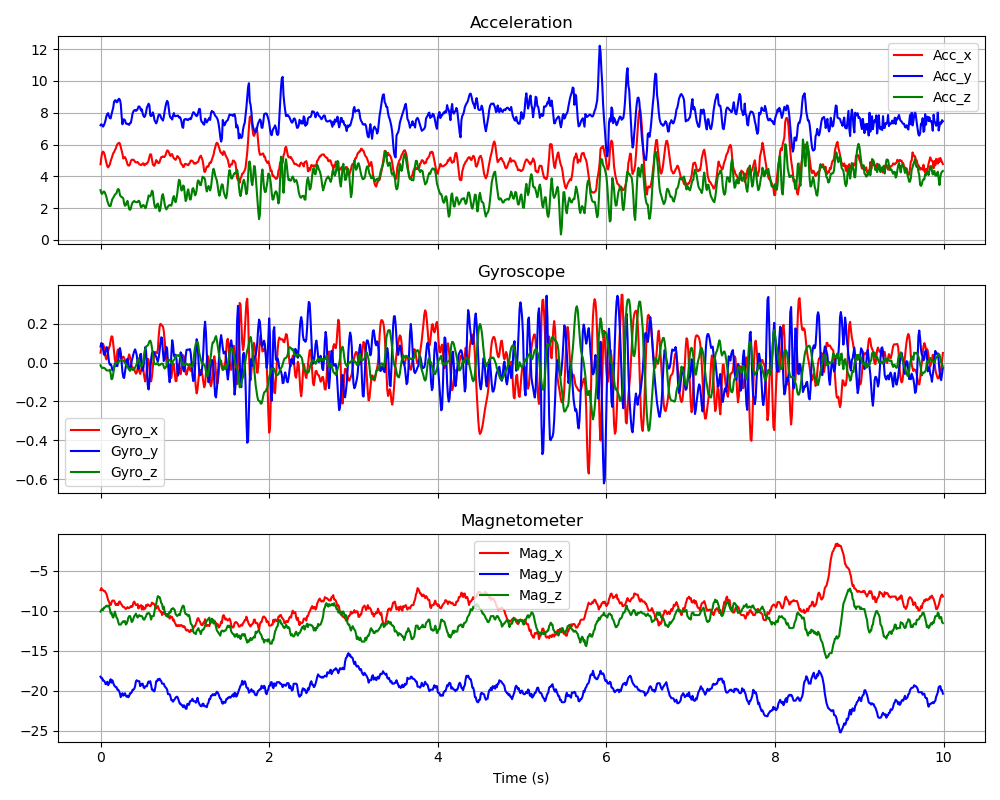 Acceleration
12
10
8
6
4
2
0
Acc_x
Acc_y
Acc_z
Gyroscope
0.2
0.0
−0.2
−0.4
−0.6
Gyro_x
Gyro_y
Gyro_z
Magnetometer
−5
−10
−15
−20
−25
Mag_x
Mag_y
Mag_z
0 2 4 6 8 10
Time (s)